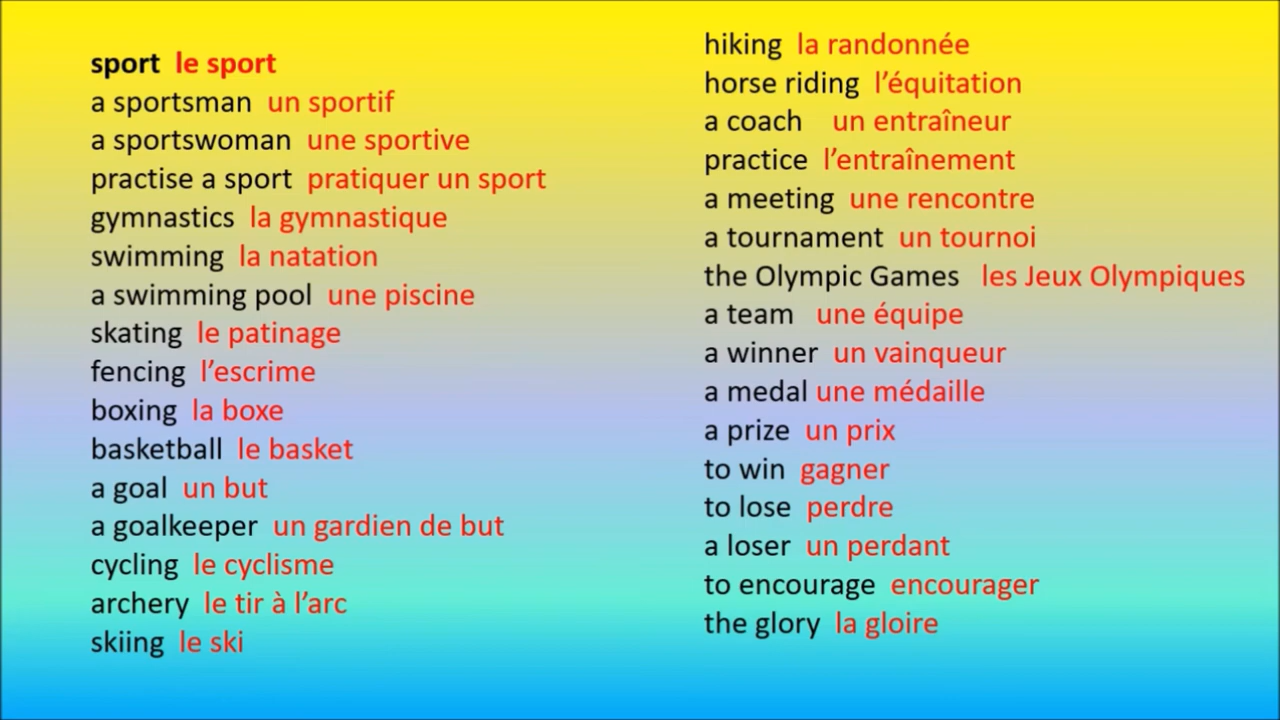 sport le sport
a sportsman un sportif
a sportswoman une sportive
practise a sport pratiquer un sport
gymnastics la gymnastique
swimming la natation
a swimming pool une piscine
skating le patinage
fencing l’escrime
boxing la boxe
basketball le basket
a goal un but
a goalkeeper un gardien de but
cycling le cyclisme
archery le tir à l’arc
skiing le ski
hiking la randonnée
horse riding l’équitation
a coach un entraîneur
practice l’entraînement
a meeting une rencontre
a tournament un tournoi
the Olympic Games les Jeux Olympiques
a team une équipe
a winner un vainqueur
a medal une médaille
a prize un prix
to win gagner
to lose perdre
a loser un perdant
to encourage encourager
the glory la gloire